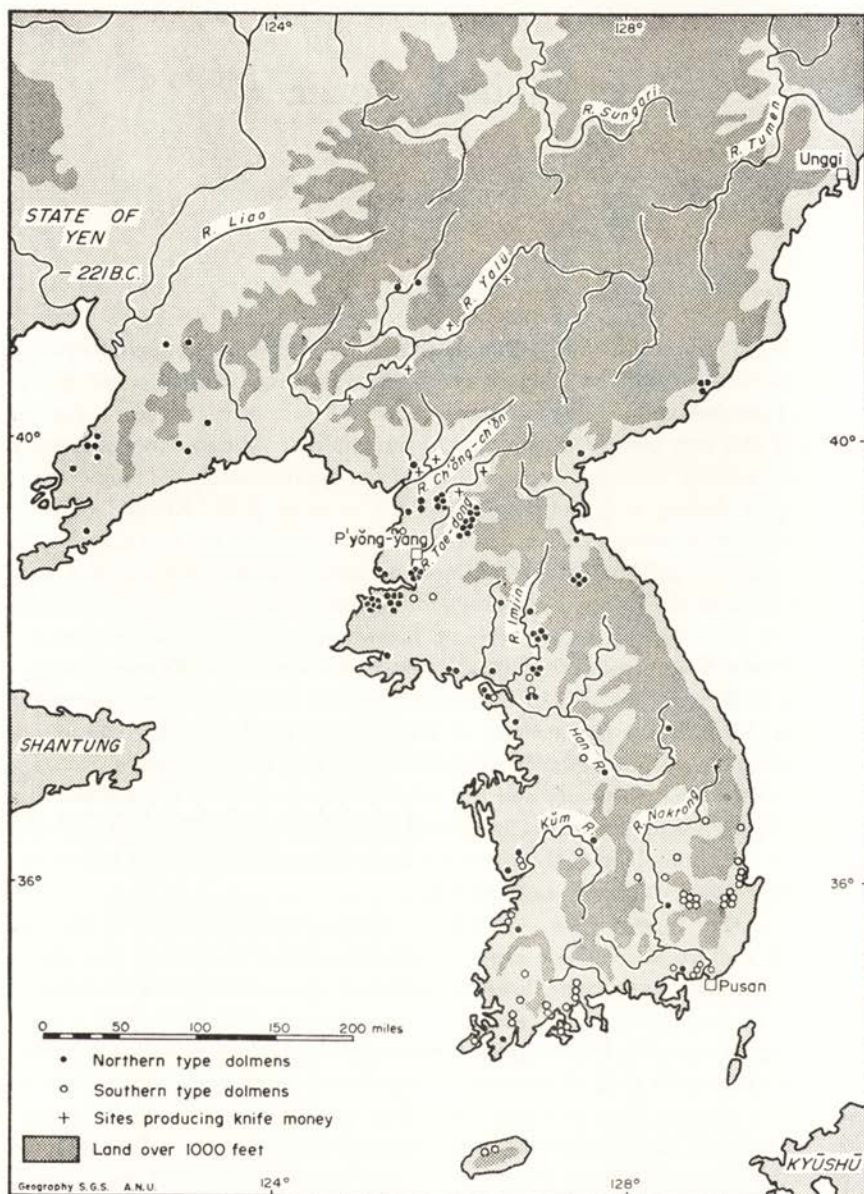 124°
128°
R. Sungari
R. Tumen
Unggi
STATE OF
YEN
– 221 B.C.
R. Liao
R. Yalu
40°
40°
R. Ch'ŏng-ch'ŏn
R. Tae-dong
P'yŏng-yang
R. Imjin
SHANTUNG
Han R.
R. Naktong
Kŭm R.
36°
36°
Pusan
0 50 100 150 200 miles
Northern type dolmens
Southern type dolmens
Sites producing knife money
Land over 1000 feet
KYŪSHŪ
Geography S.G.S. A.N.U.
124°
128°